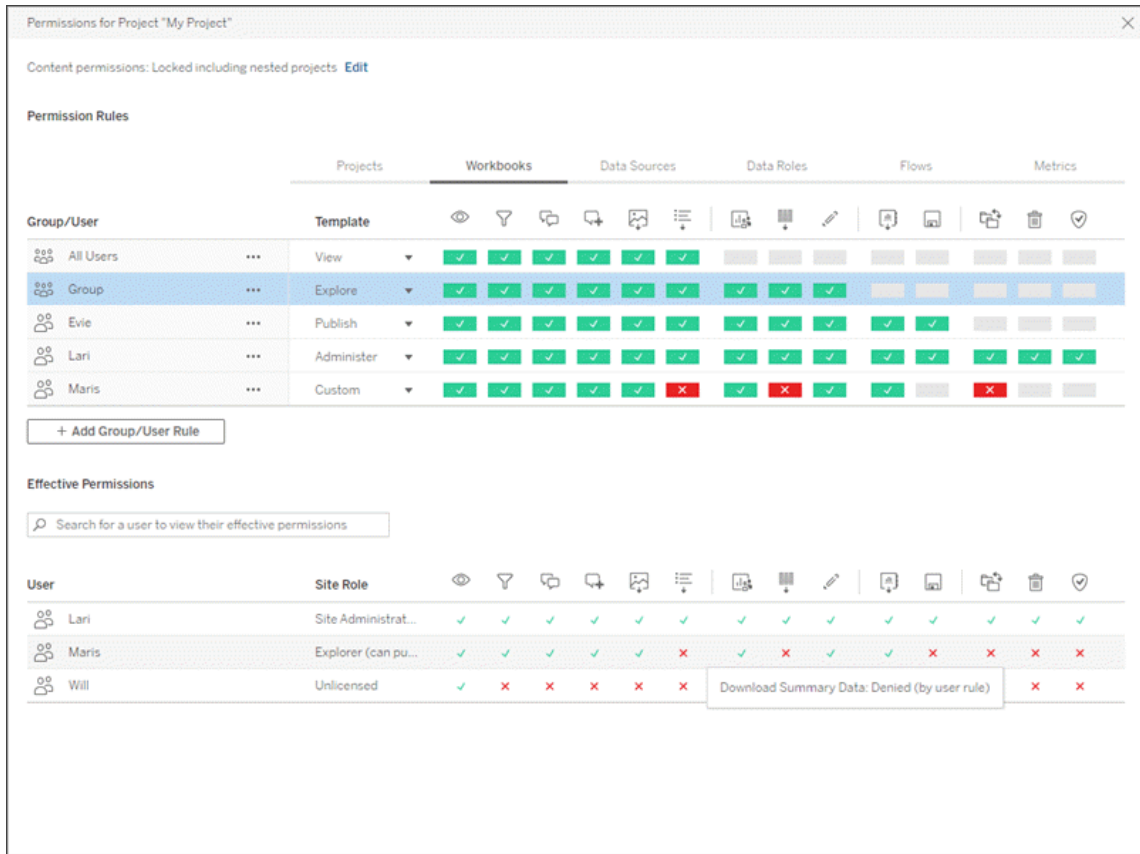 Permissions for Project "My Project"
Content permissions: Locked including nested projects Edit
Permission Rules
Projects Workbooks Data Sources Data Roles Flows Metrics
Group/User Template
All Users ... View
Group ... Explore
Evie ... Publish
Lari ... Administer
Maris ... Custom
+ Add Group/User Rule
Effective Permissions
Search for a user to view their effective permissions
User Site Role
Lari Site Administrat...
Maris Explorer (can pu...
Will Unlicensed
Download Summary Data: Denied (by user rule)